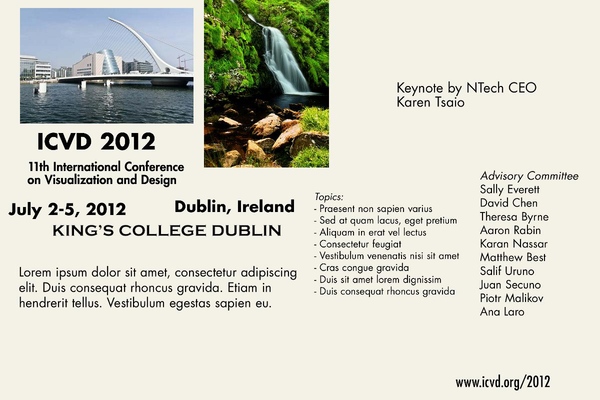 ICVD 2012
11th International Conference
on Visualization and Design
July 2-5, 2012
Dublin, Ireland
KING'S COLLEGE DUBLIN
Lorem ipsum dolor sit amet, consectetur adipiscing
elit. Duis consequat rhoncus gravida. Etiam in
hendrerit tellus. Vestibulum egestas sapien eu.
Keynote by NTech CEO
Karen Tsaio
Topics:
- Praesent non sapien varius
- Sed at quam lacus, eget pretium
- Aliquam in erat vel lectus
- Consectetur feugiat
- Vestibulum venenatis nisi sit amet
- Cras congue gravida
- Duis sit amet lorem dignissim
- Duis consequat rhoncus gravida
Advisory Committee
Sally Everett
David Chen
Theresa Byrne
Aaron Rabin
Karan Nassar
Matthew Best
Salif Uruno
Juan Secuno
Piotr Malikov
Ana Laro
www.icvd.org/2012